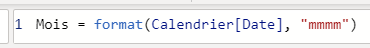 1 Mois = format(Calendrier[Date], "mmmm")